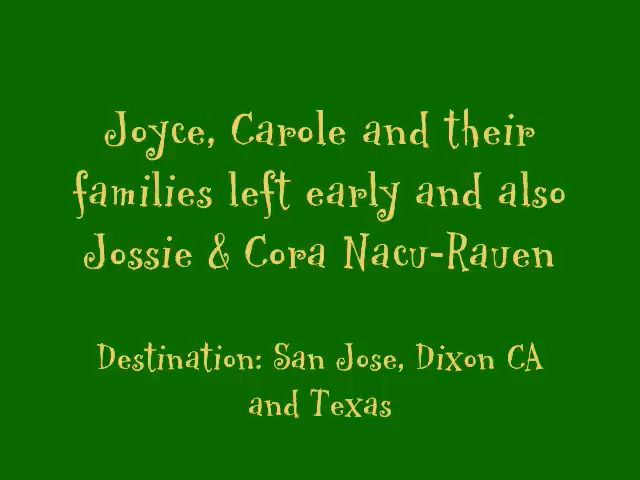 Joyce, Carole and their
families left early and also
Jossie & Cora Nacu-Rauen
Destination: San Jose, Dixon CA
and Texas